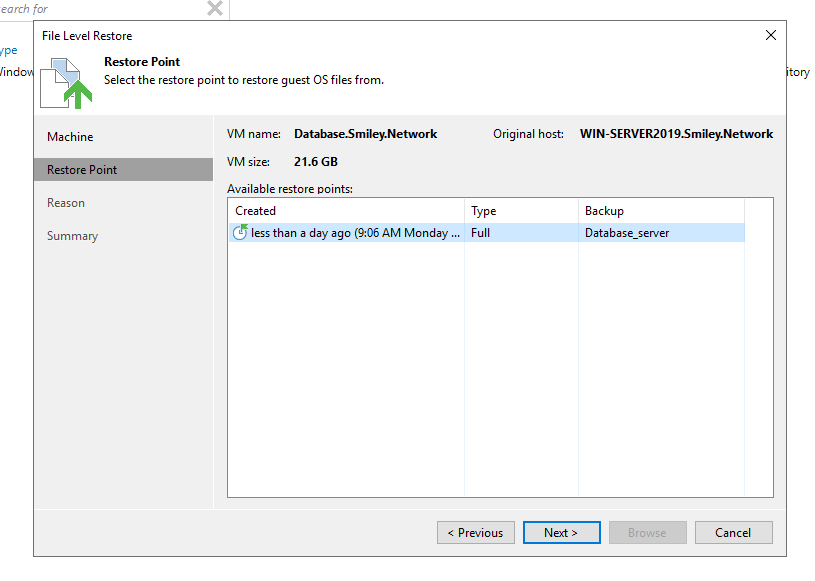 earch for
File Level Restore
ype
Restore Point
Select the restore point to restore guest OS files from.
Window
itory
Machine
Restore Point
Reason
Summary
VM name: Database.Smiley.Network Original host: WIN-SERVER2019.Smiley.Network
VM size: 21.6 GB
Available restore points:
Created Type Backup
less than a day ago (9:06 AM Monday ... Full Database_server
< Previous Next > Browse Cancel